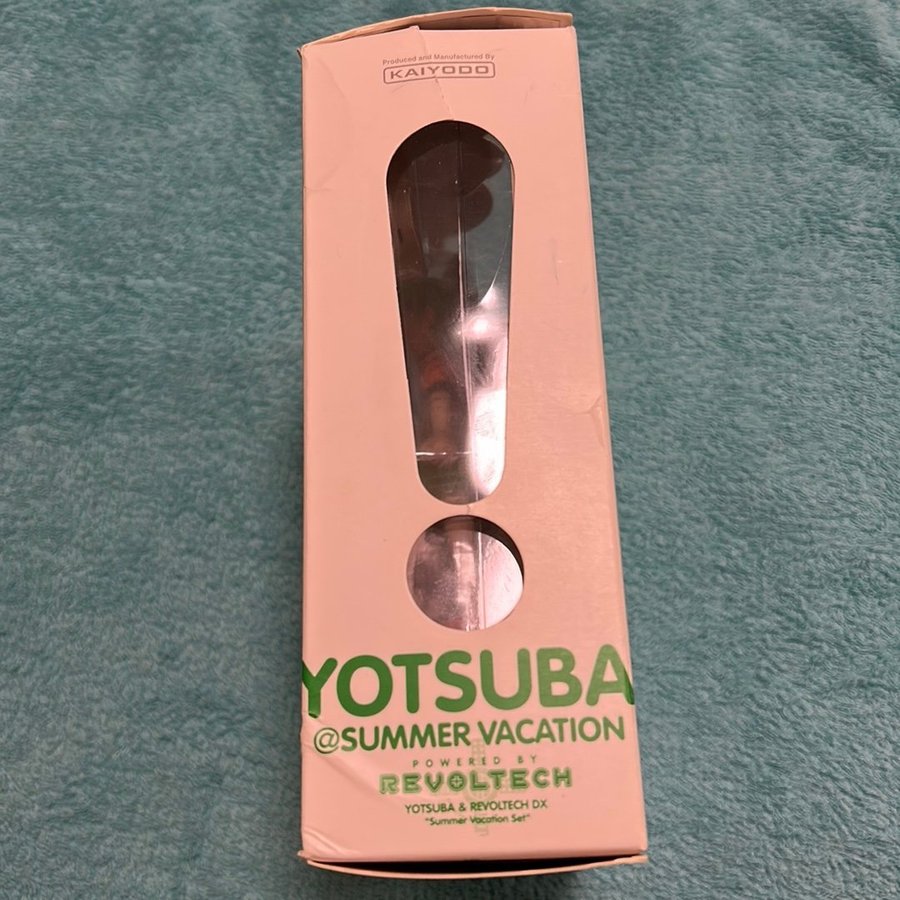 Produced and Manufactured By
KAIYODO
YOTSUBA
@SUMMER VACATION
POWERED BY
REVOLTECH
YOTSUBA & REVOLTECH DX
"Summer Vacation Set"